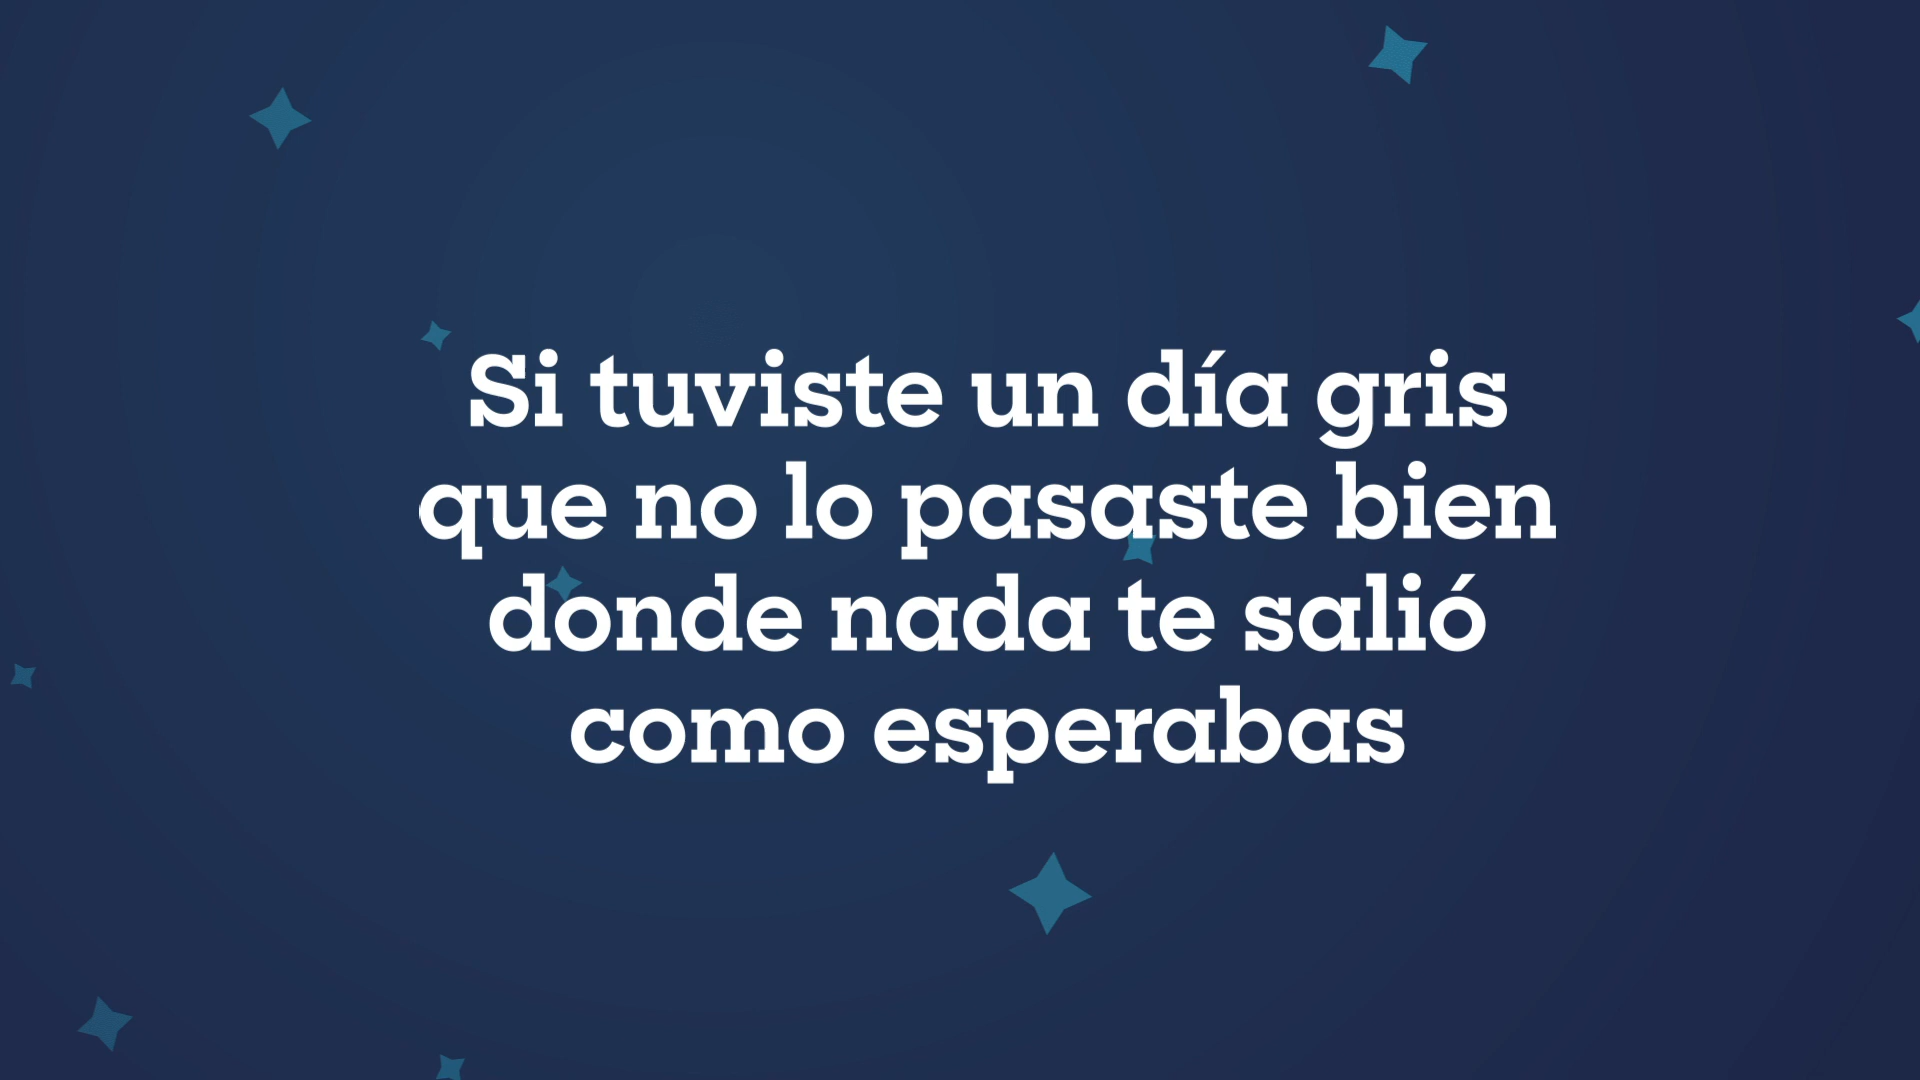 Si tuviste un día gris
que no lo pasaste bien
donde nada te salió
como esperabas